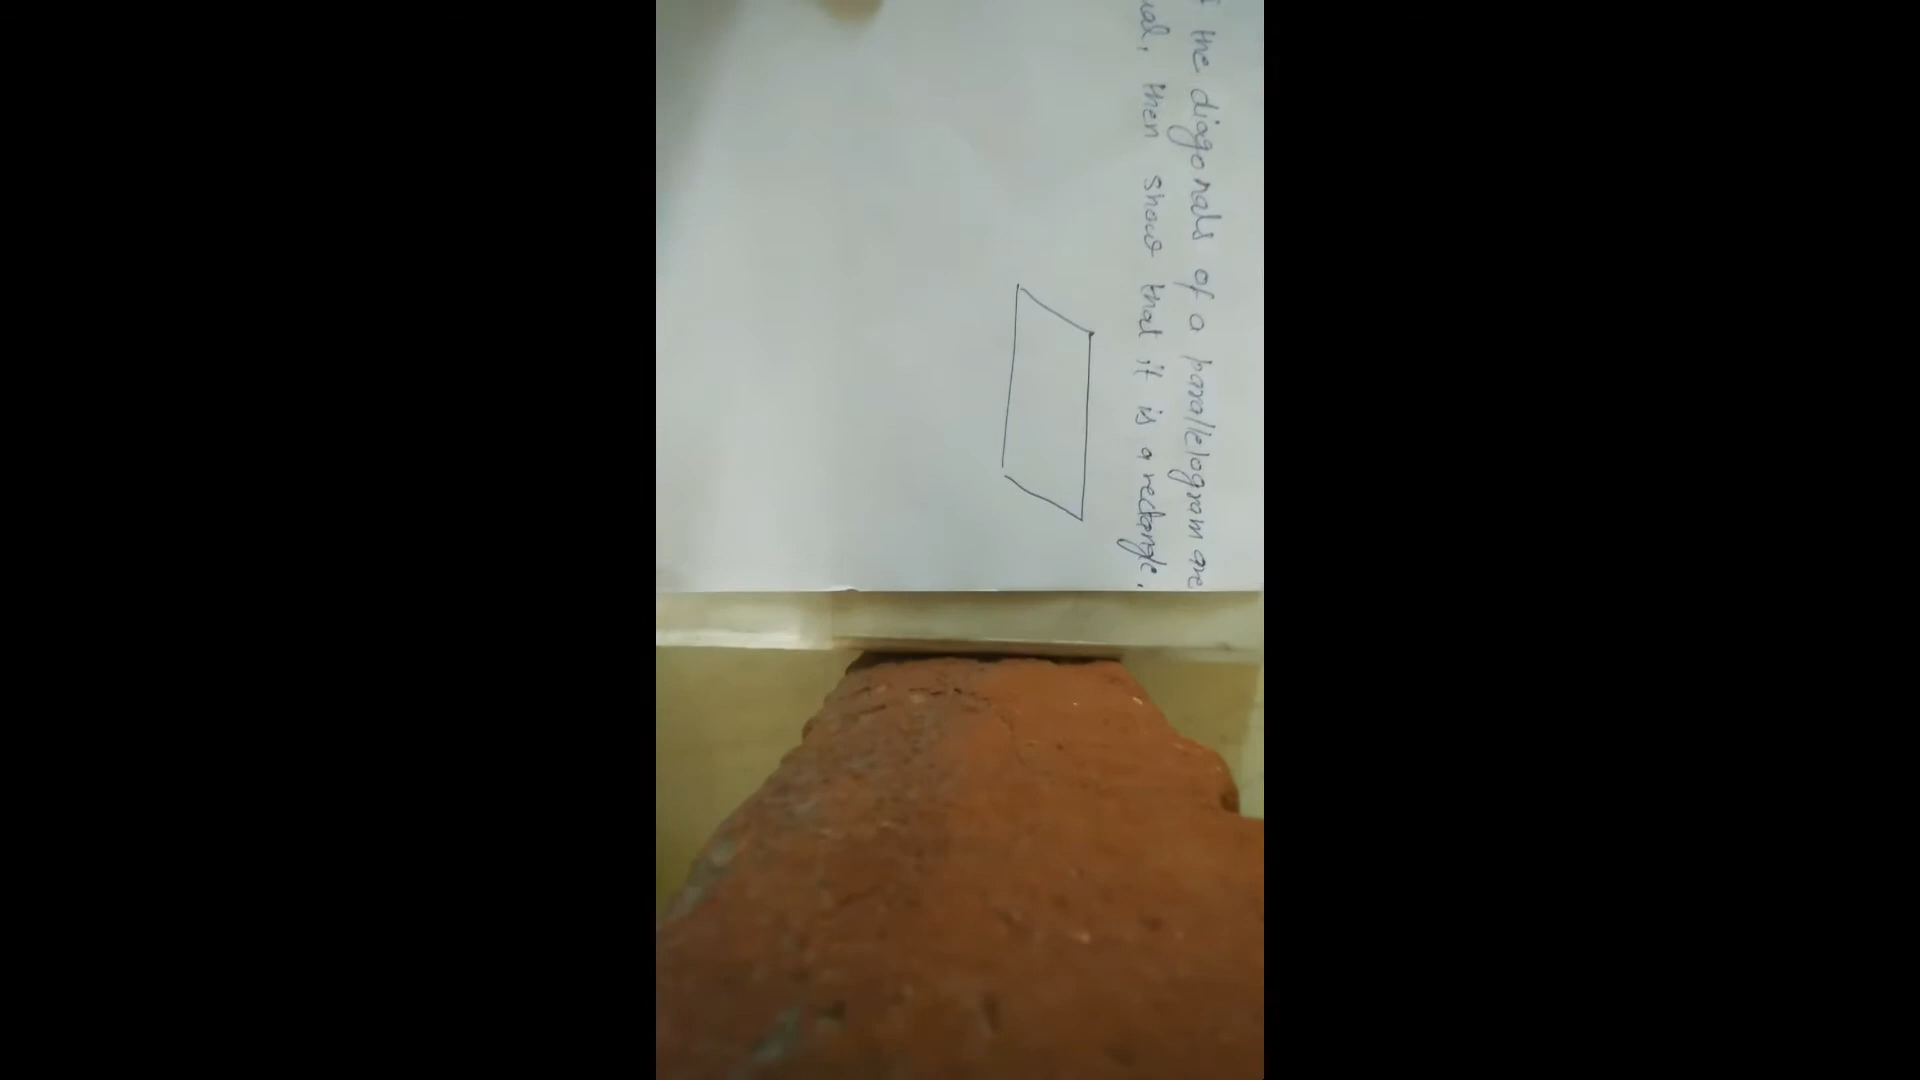 the diagonals of a parallelogram are
then show that it is a rectangle.